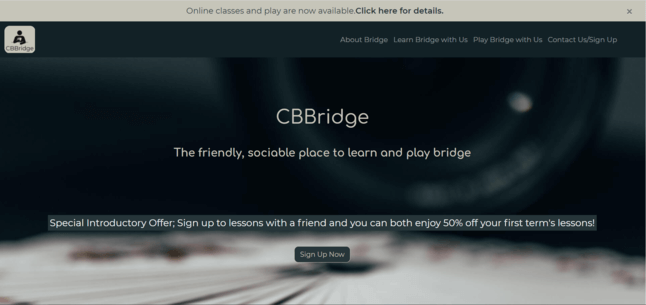 Online classes and play are now available.Click here for details. ×
CBBridge
About Bridge Learn Bridge with Us Play Bridge with Us Contact Us/Sign Up
CBBridge
The friendly, sociable place to learn and play bridge
Special Introductory Offer; Sign up to lessons with a friend and you can both enjoy 50% off your first term's lessons!
Sign Up Now